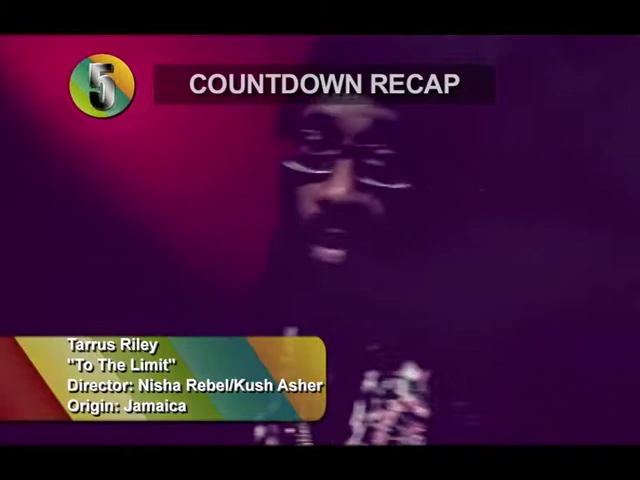 5
COUNTDOWN RECAP
Tarrus Riley
"To The Limit"
Director: Nisha Rebel/Kush Asher
Origin: Jamaica